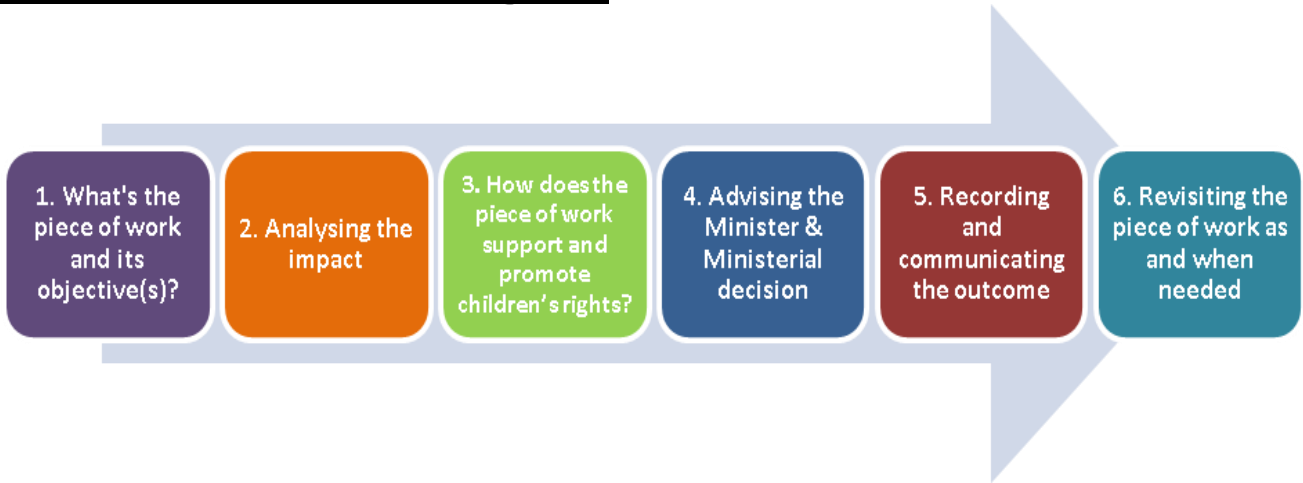 1. What's the
piece of work
and its
objective(s)?
2. Analysing the
impact
3. How does the
piece of work
support and
promote
children's rights?
4. Advising the
Minister &
Ministerial
decision
5. Recording
and
communicating
the outcome
6. Revisiting the
piece of work as
and when
needed